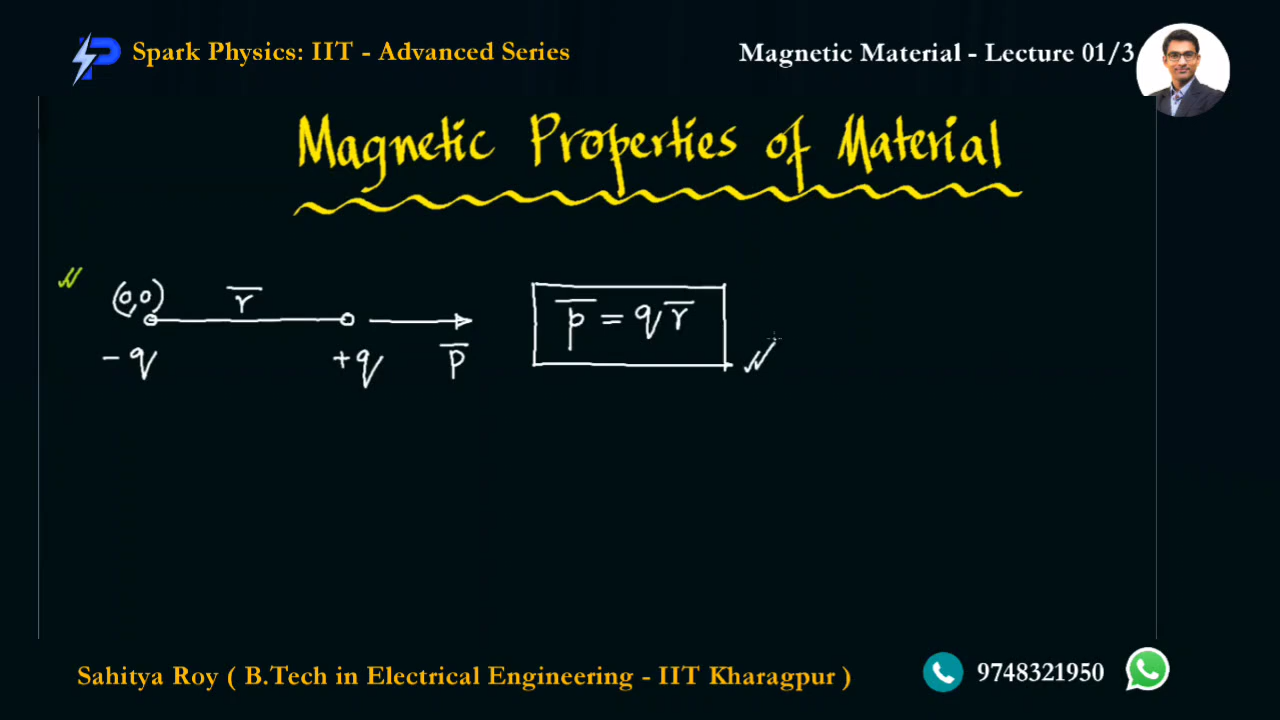 Spark Physics: IIT - Advanced Series
Magnetic Material - Lecture 01/3
Magnetic Properties of Material
(0,0) r̅
-q +q p̅
p̅ = q r̅
Sahitya Roy ( B.Tech in Electrical Engineering - IIT Kharagpur )
9748321950